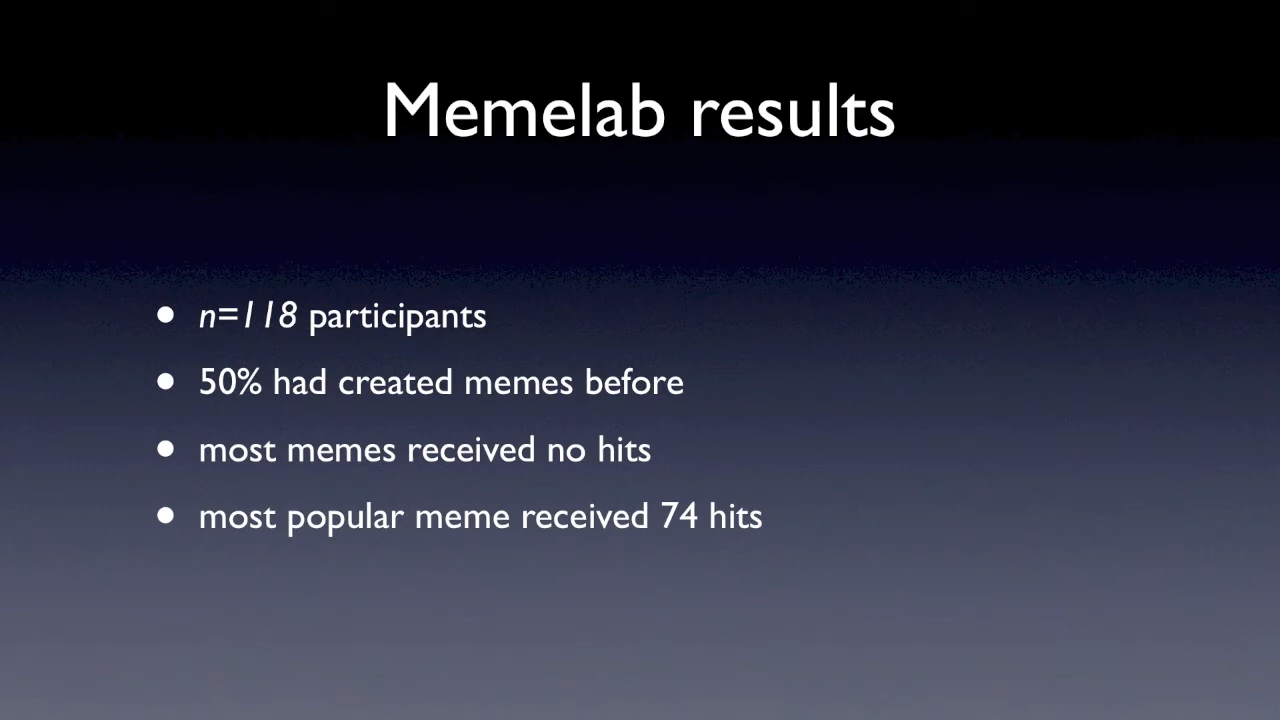 Memelab results
• n=118 participants
• 50% had created memes before
• most memes received no hits
• most popular meme received 74 hits